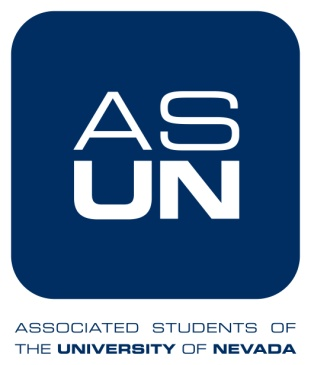 AS
UN
ASSOCIATED STUDENTS OF
THE UNIVERSITY OF NEVADA